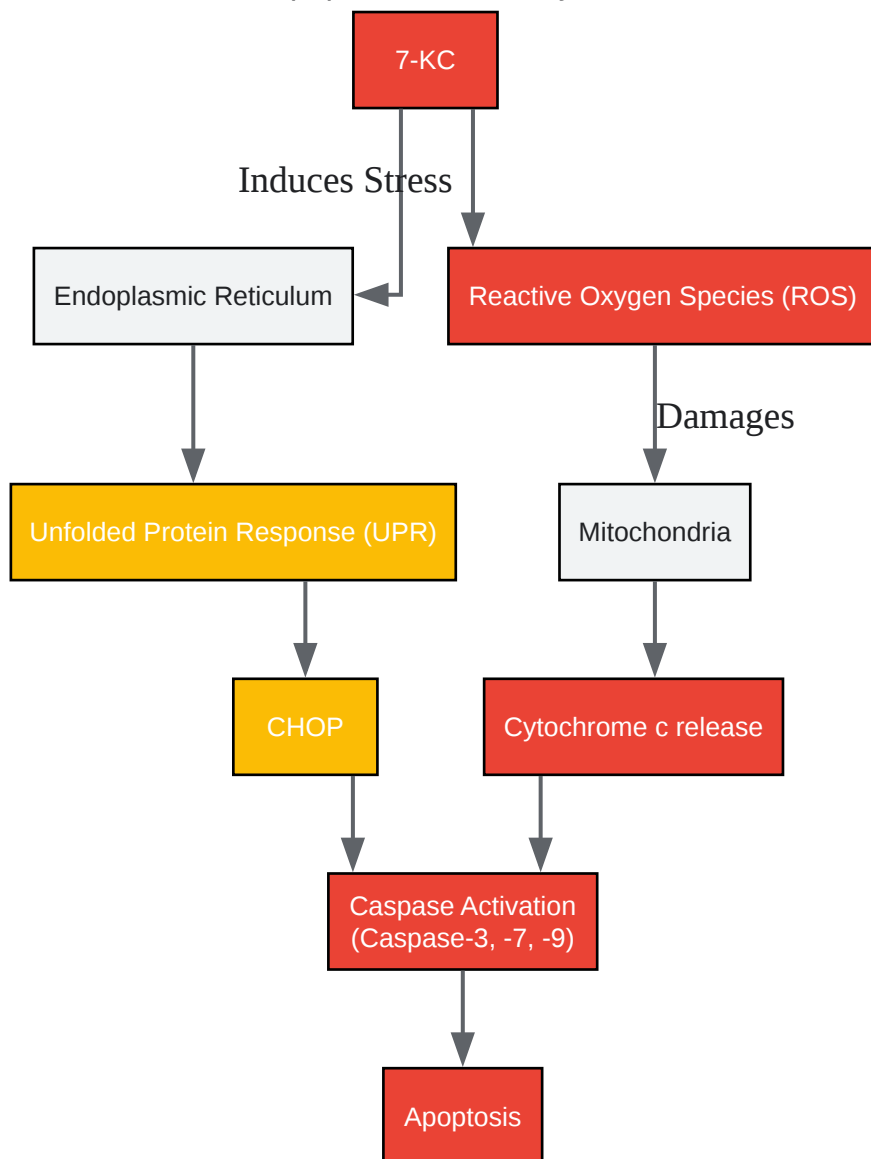 7-KC
Induces Stress
Endoplasmic Reticulum
Reactive Oxygen Species (ROS)
Damages
Unfolded Protein Response (UPR)
Mitochondria
CHOP
Cytochrome c release
Caspase Activation
(Caspase-3, -7, -9)
Apoptosis